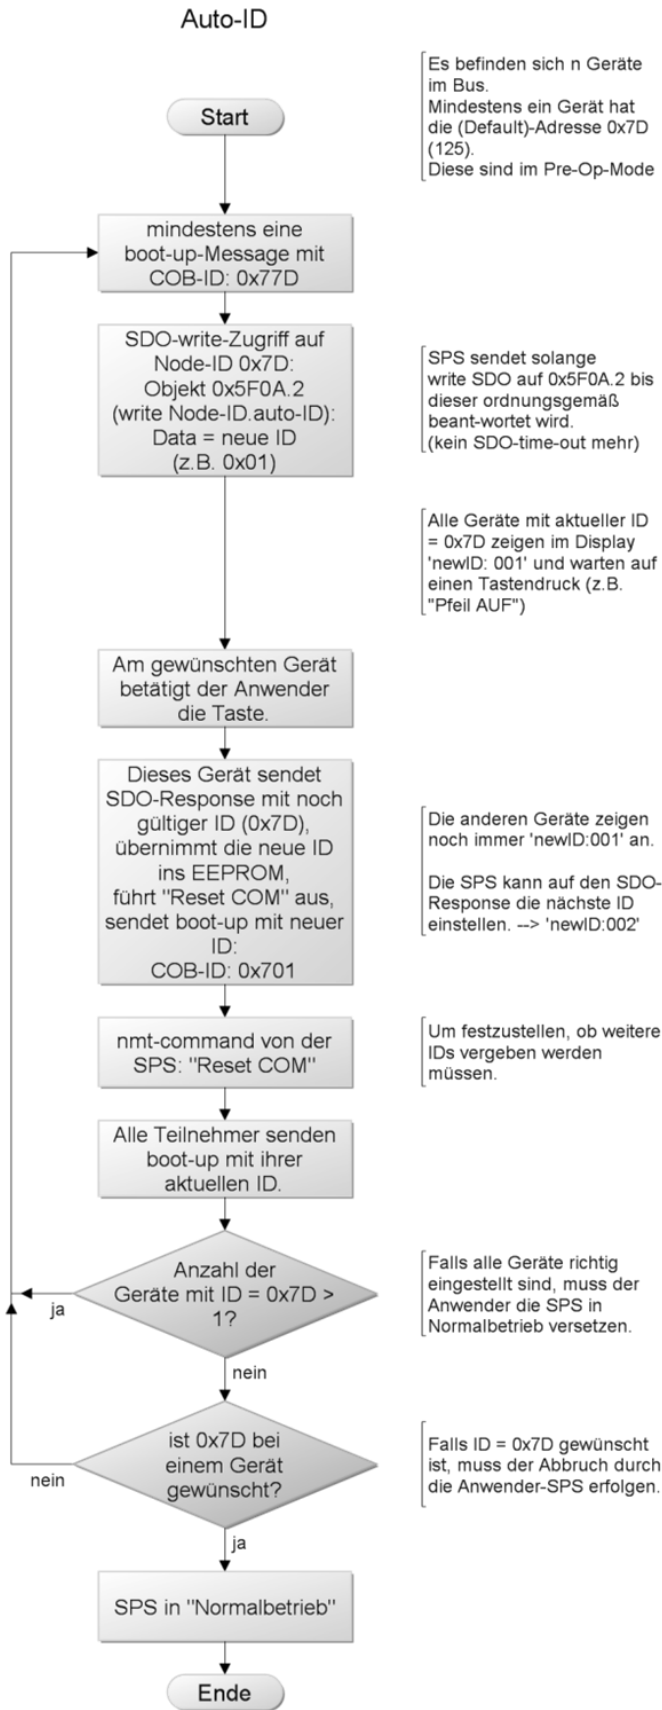 Auto-ID
Start
Es befinden sich n Geräte
im Bus.
Mindestens ein Gerät hat
die (Default)-Adresse 0x7D
(125).
Diese sind im Pre-Op-Mode
mindestens eine
boot-up-Message mit
COB-ID: 0x77D
SDO-write-Zugriff auf
Node-ID 0x7D:
Objekt 0x5F0A.2
(write Node-ID.auto-ID):
Data = neue ID
(z.B. 0x01)
SPS sendet solange
write SDO auf 0x5F0A.2 bis
dieser ordnungsgemäß
beant-wortet wird.
(kein SDO-time-out mehr)
Alle Geräte mit aktueller ID
= 0x7D zeigen im Display
'newID: 001' und warten auf
einen Tastendruck (z.B.
"Pfeil AUF")
Am gewünschten Gerät
betätigt der Anwender
die Taste.
Dieses Gerät sendet
SDO-Response mit noch
gültiger ID (0x7D),
übernimmt die neue ID
ins EEPROM,
führt "Reset COM" aus,
sendet boot-up mit neuer
ID:
COB-ID: 0x701
Die anderen Geräte zeigen
noch immer 'newID:001' an.
Die SPS kann auf den SDO-
Response die nächste ID
einstellen. --> 'newID:002'
nmt-command von der
SPS: "Reset COM"
Um festzustellen, ob weitere
IDs vergeben werden
müssen.
Alle Teilnehmer senden
boot-up mit ihrer
aktuellen ID.
Anzahl der
Geräte mit ID = 0x7D >
1?
ja
nein
Falls alle Geräte richtig
eingestellt sind, muss der
Anwender die SPS in
Normalbetrieb versetzen.
ist 0x7D bei
einem Gerät
gewünscht?
nein
ja
Falls ID = 0x7D gewünscht
ist, muss der Abbruch durch
die Anwender-SPS erfolgen.
SPS in "Normalbetrieb"
Ende